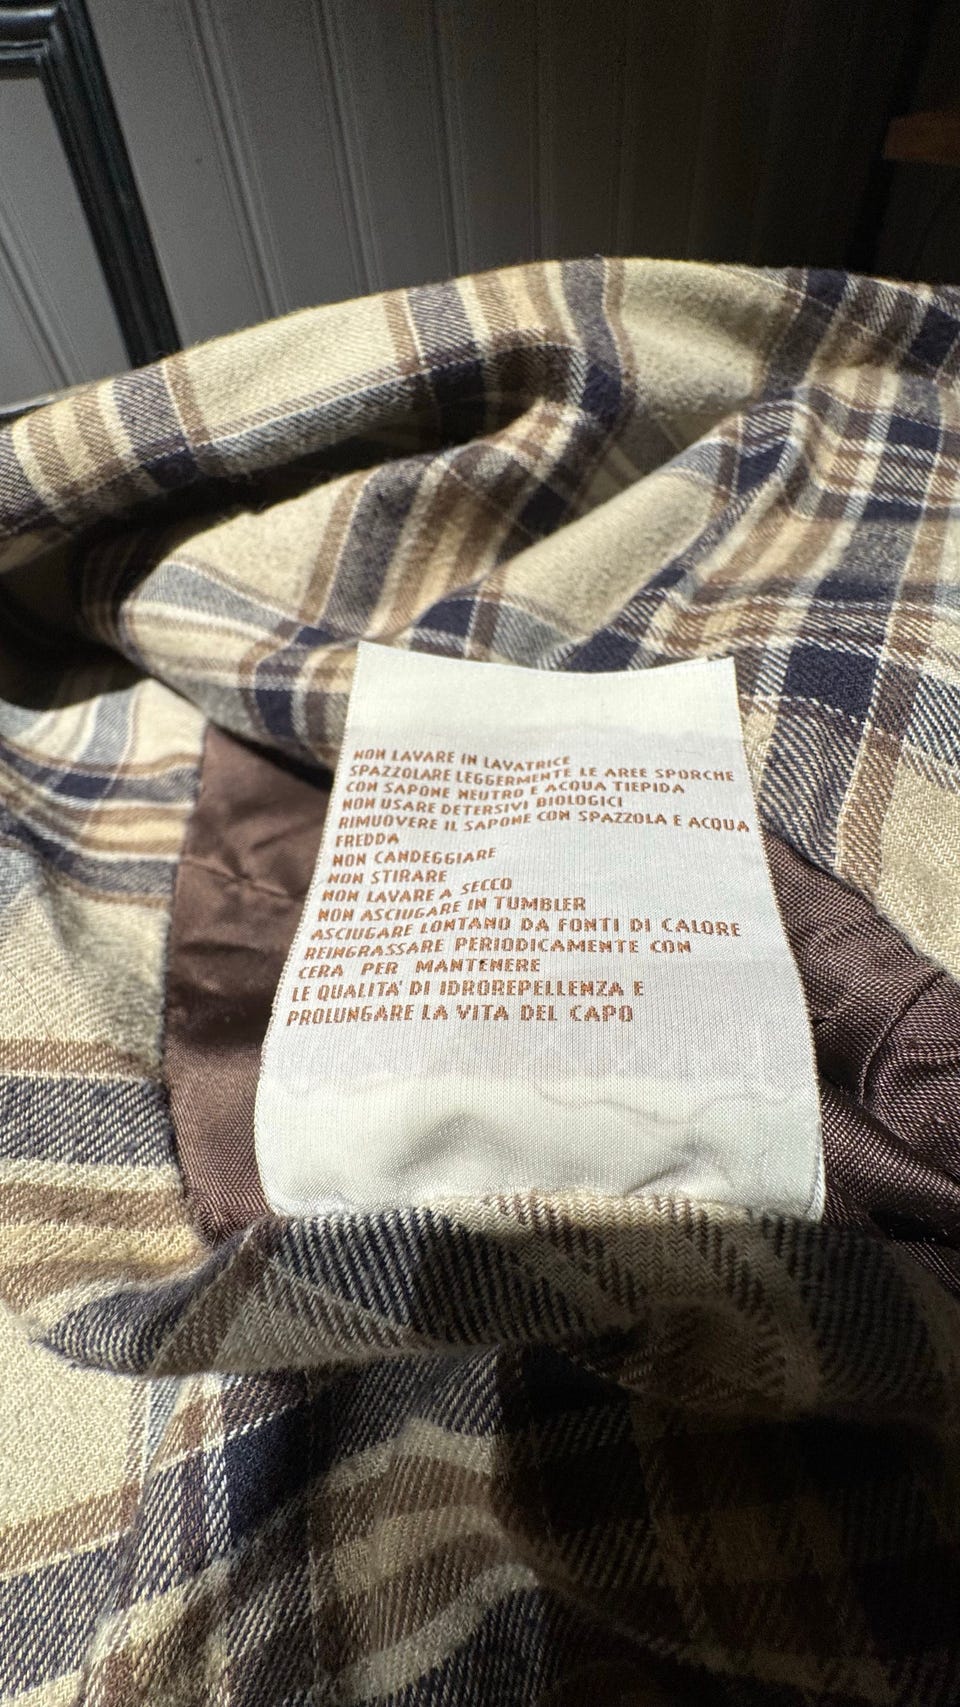 NON LAVARE IN LAVATRICE
SPAZZOLARE LEGGERMENTE LE AREE SPORCHE
CON SAPONE NEUTRO E ACQUA TIEPIDA
NON USARE DETERSIVI BIOLOGICI
RIMUOVERE IL SAPONE CON SPAZZOLA E ACQUA
FREDDA
NON CANDEGGIARE
NON STIRARE
NON LAVARE A SECCO
NON ASCIUGARE IN TUMBLER
ASCIUGARE LONTANO DA FONTI DI CALORE
REINGRASSARE PERIODICAMENTE CON
CERA PER MANTENERE
LE QUALITA' DI IDROREPELLENZA E
PROLUNGARE LA VITA DEL CAPO